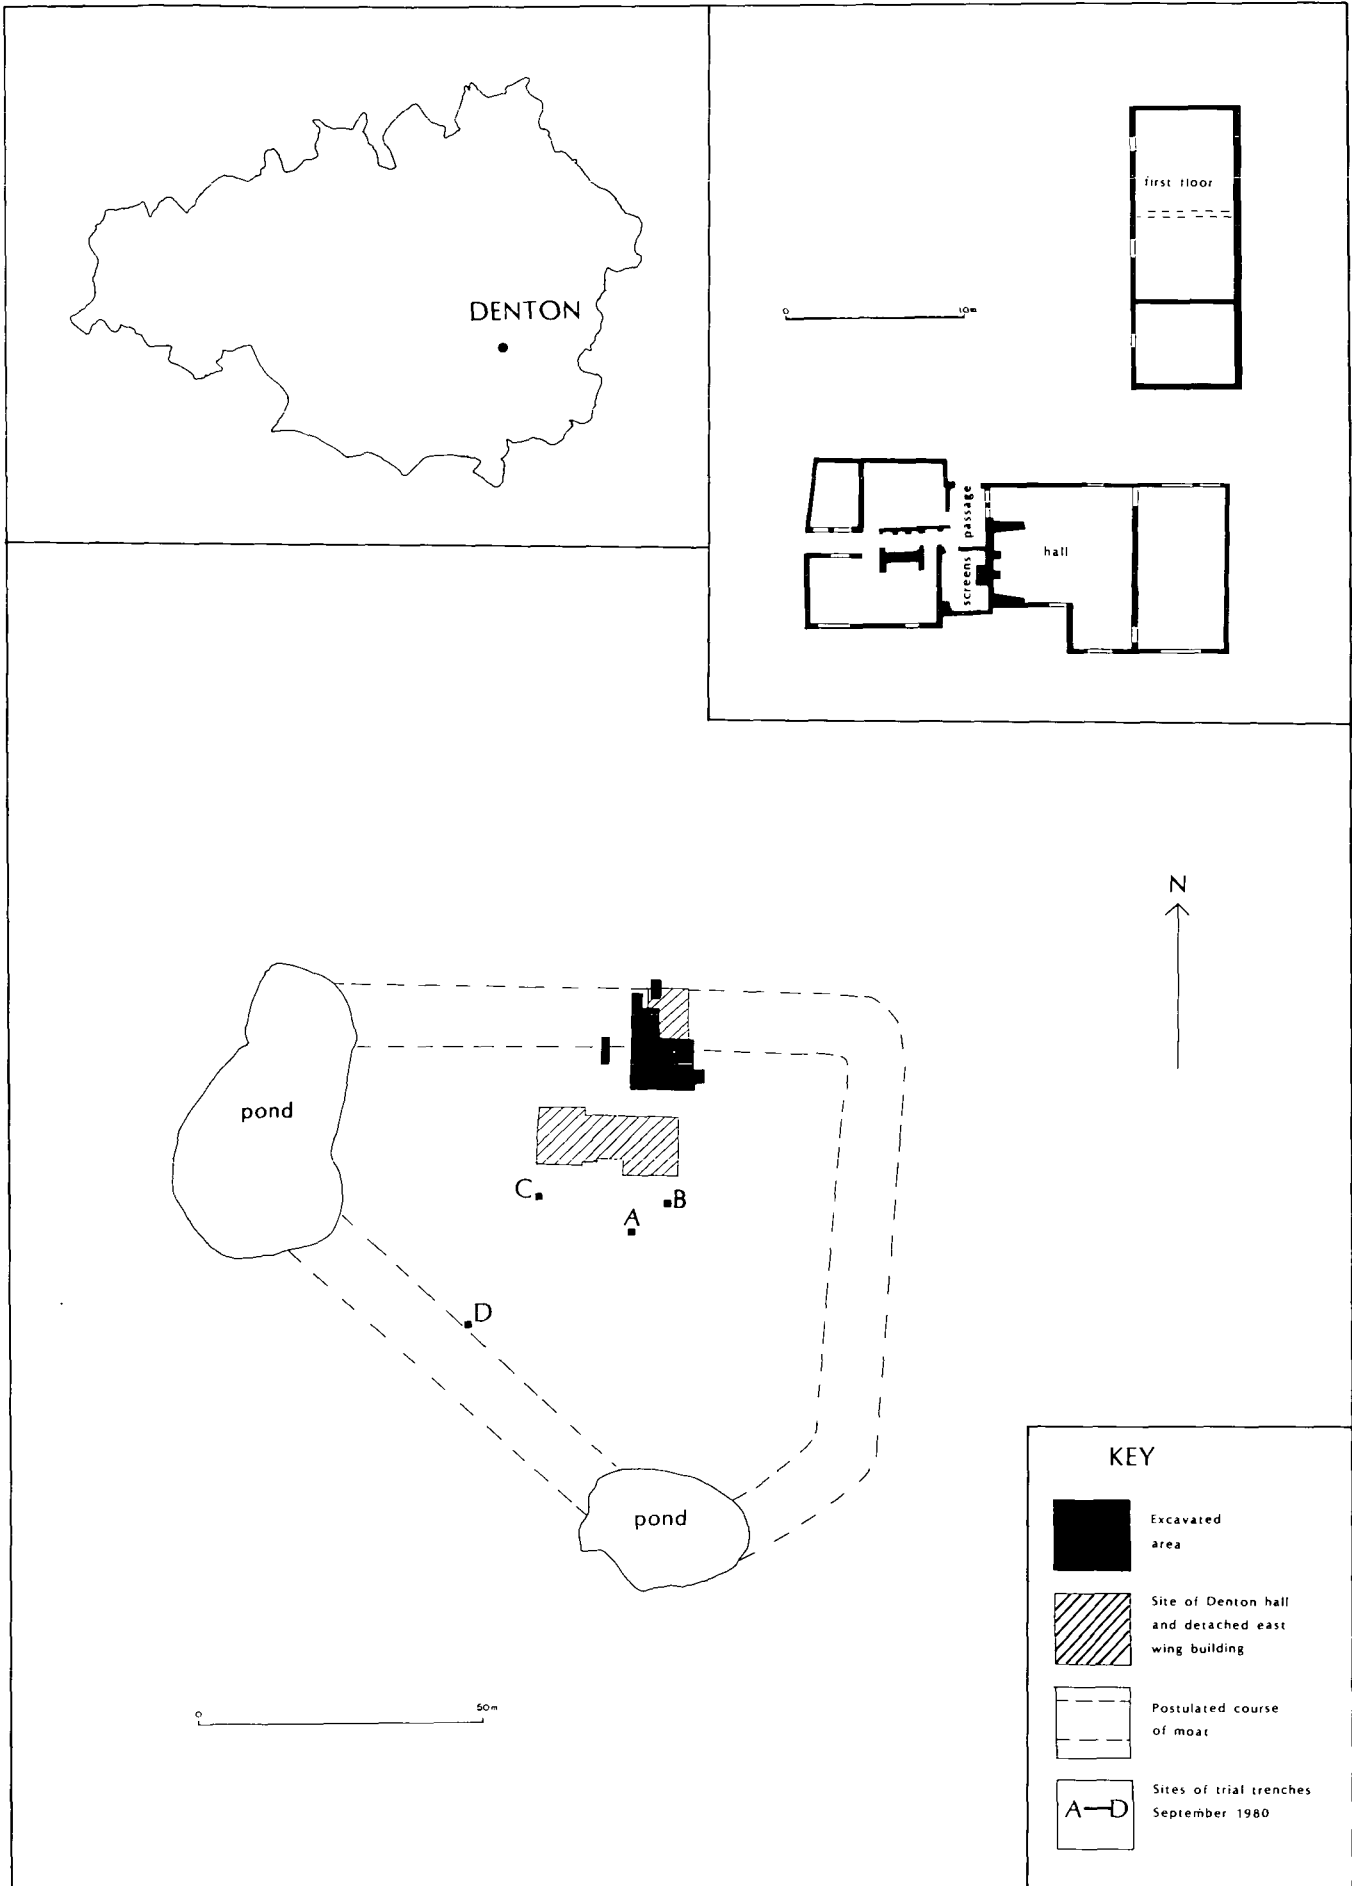 DENTON
first floor
0 10m
screens passage
hall
N
pond
C
B
A
D
pond
0 50m
KEY
Excavated
area
Site of Denton hall
and detached east
wing building
Postulated course
of moat
A—D
Sites of trial trenches
September 1980